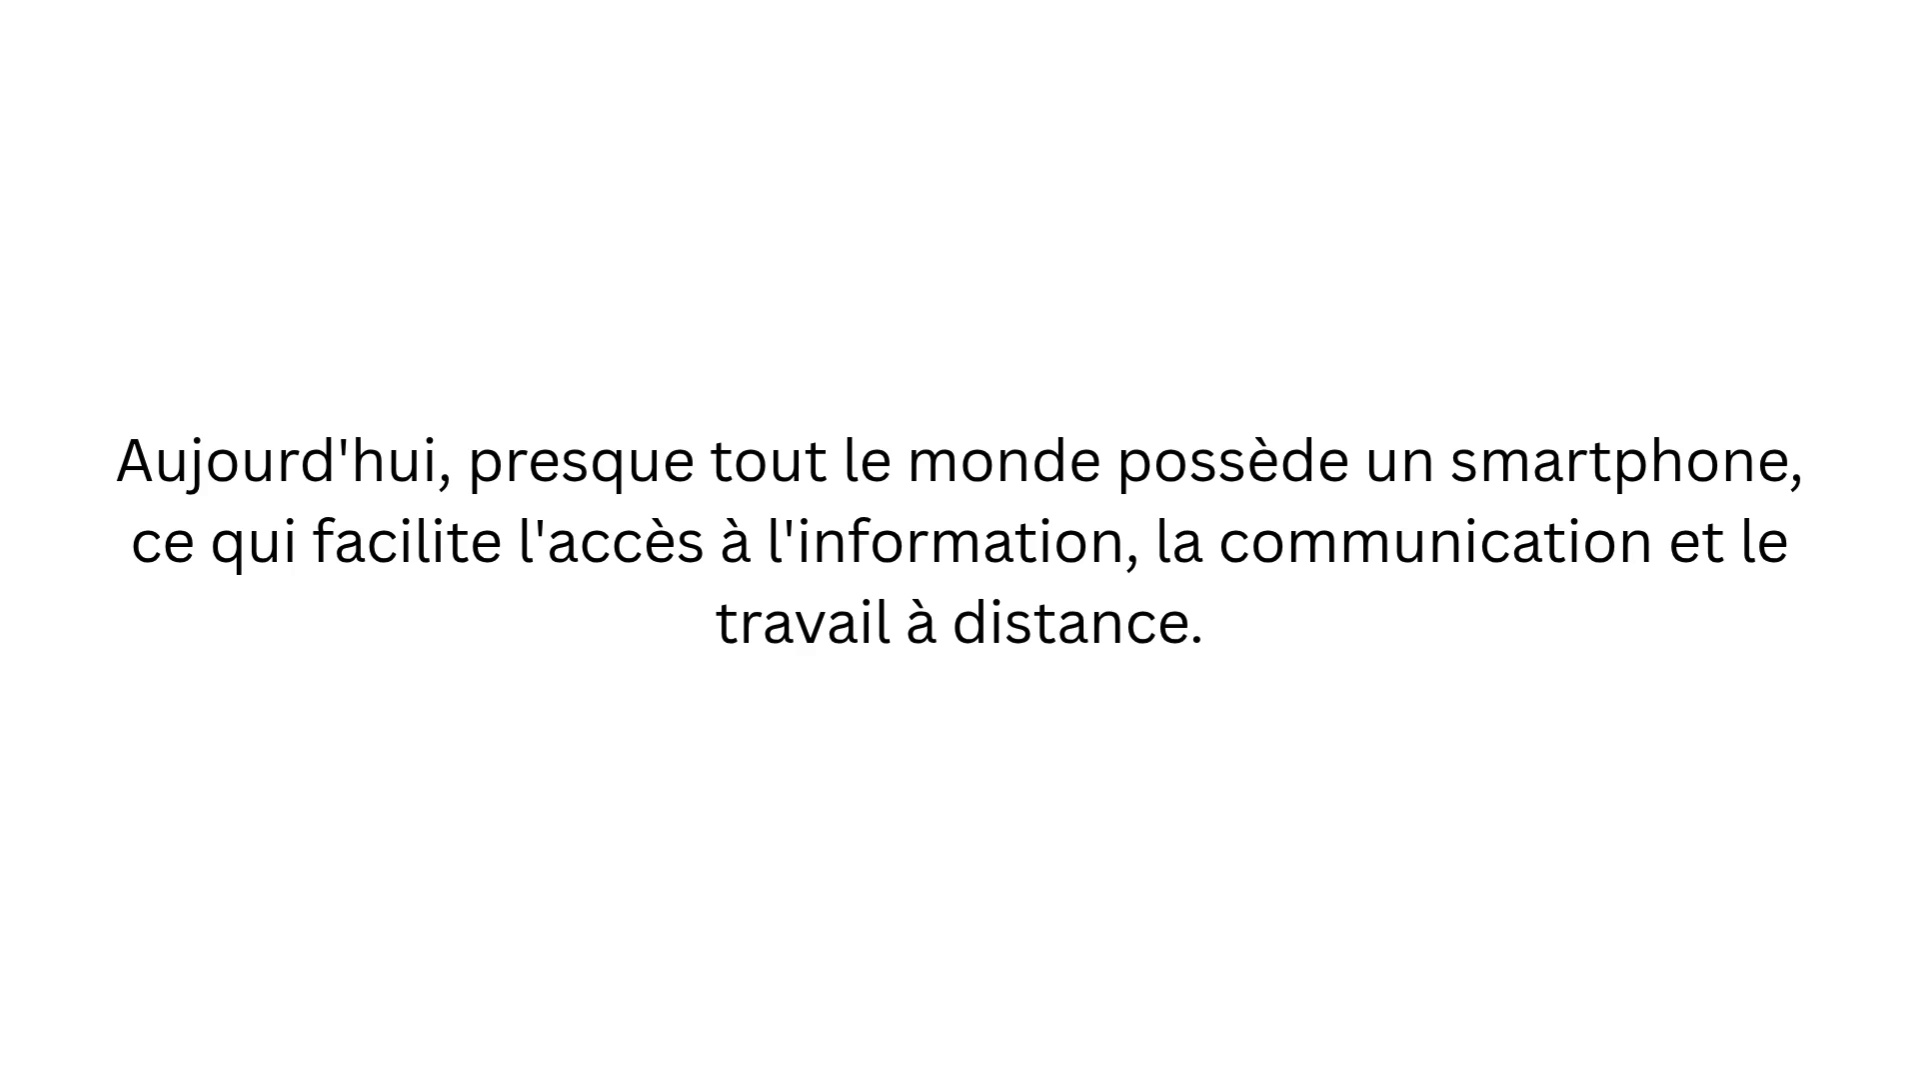 Aujourd'hui, presque tout le monde possède un smartphone,
ce qui facilite l'accès à l'information, la communication et le
travail à distance.